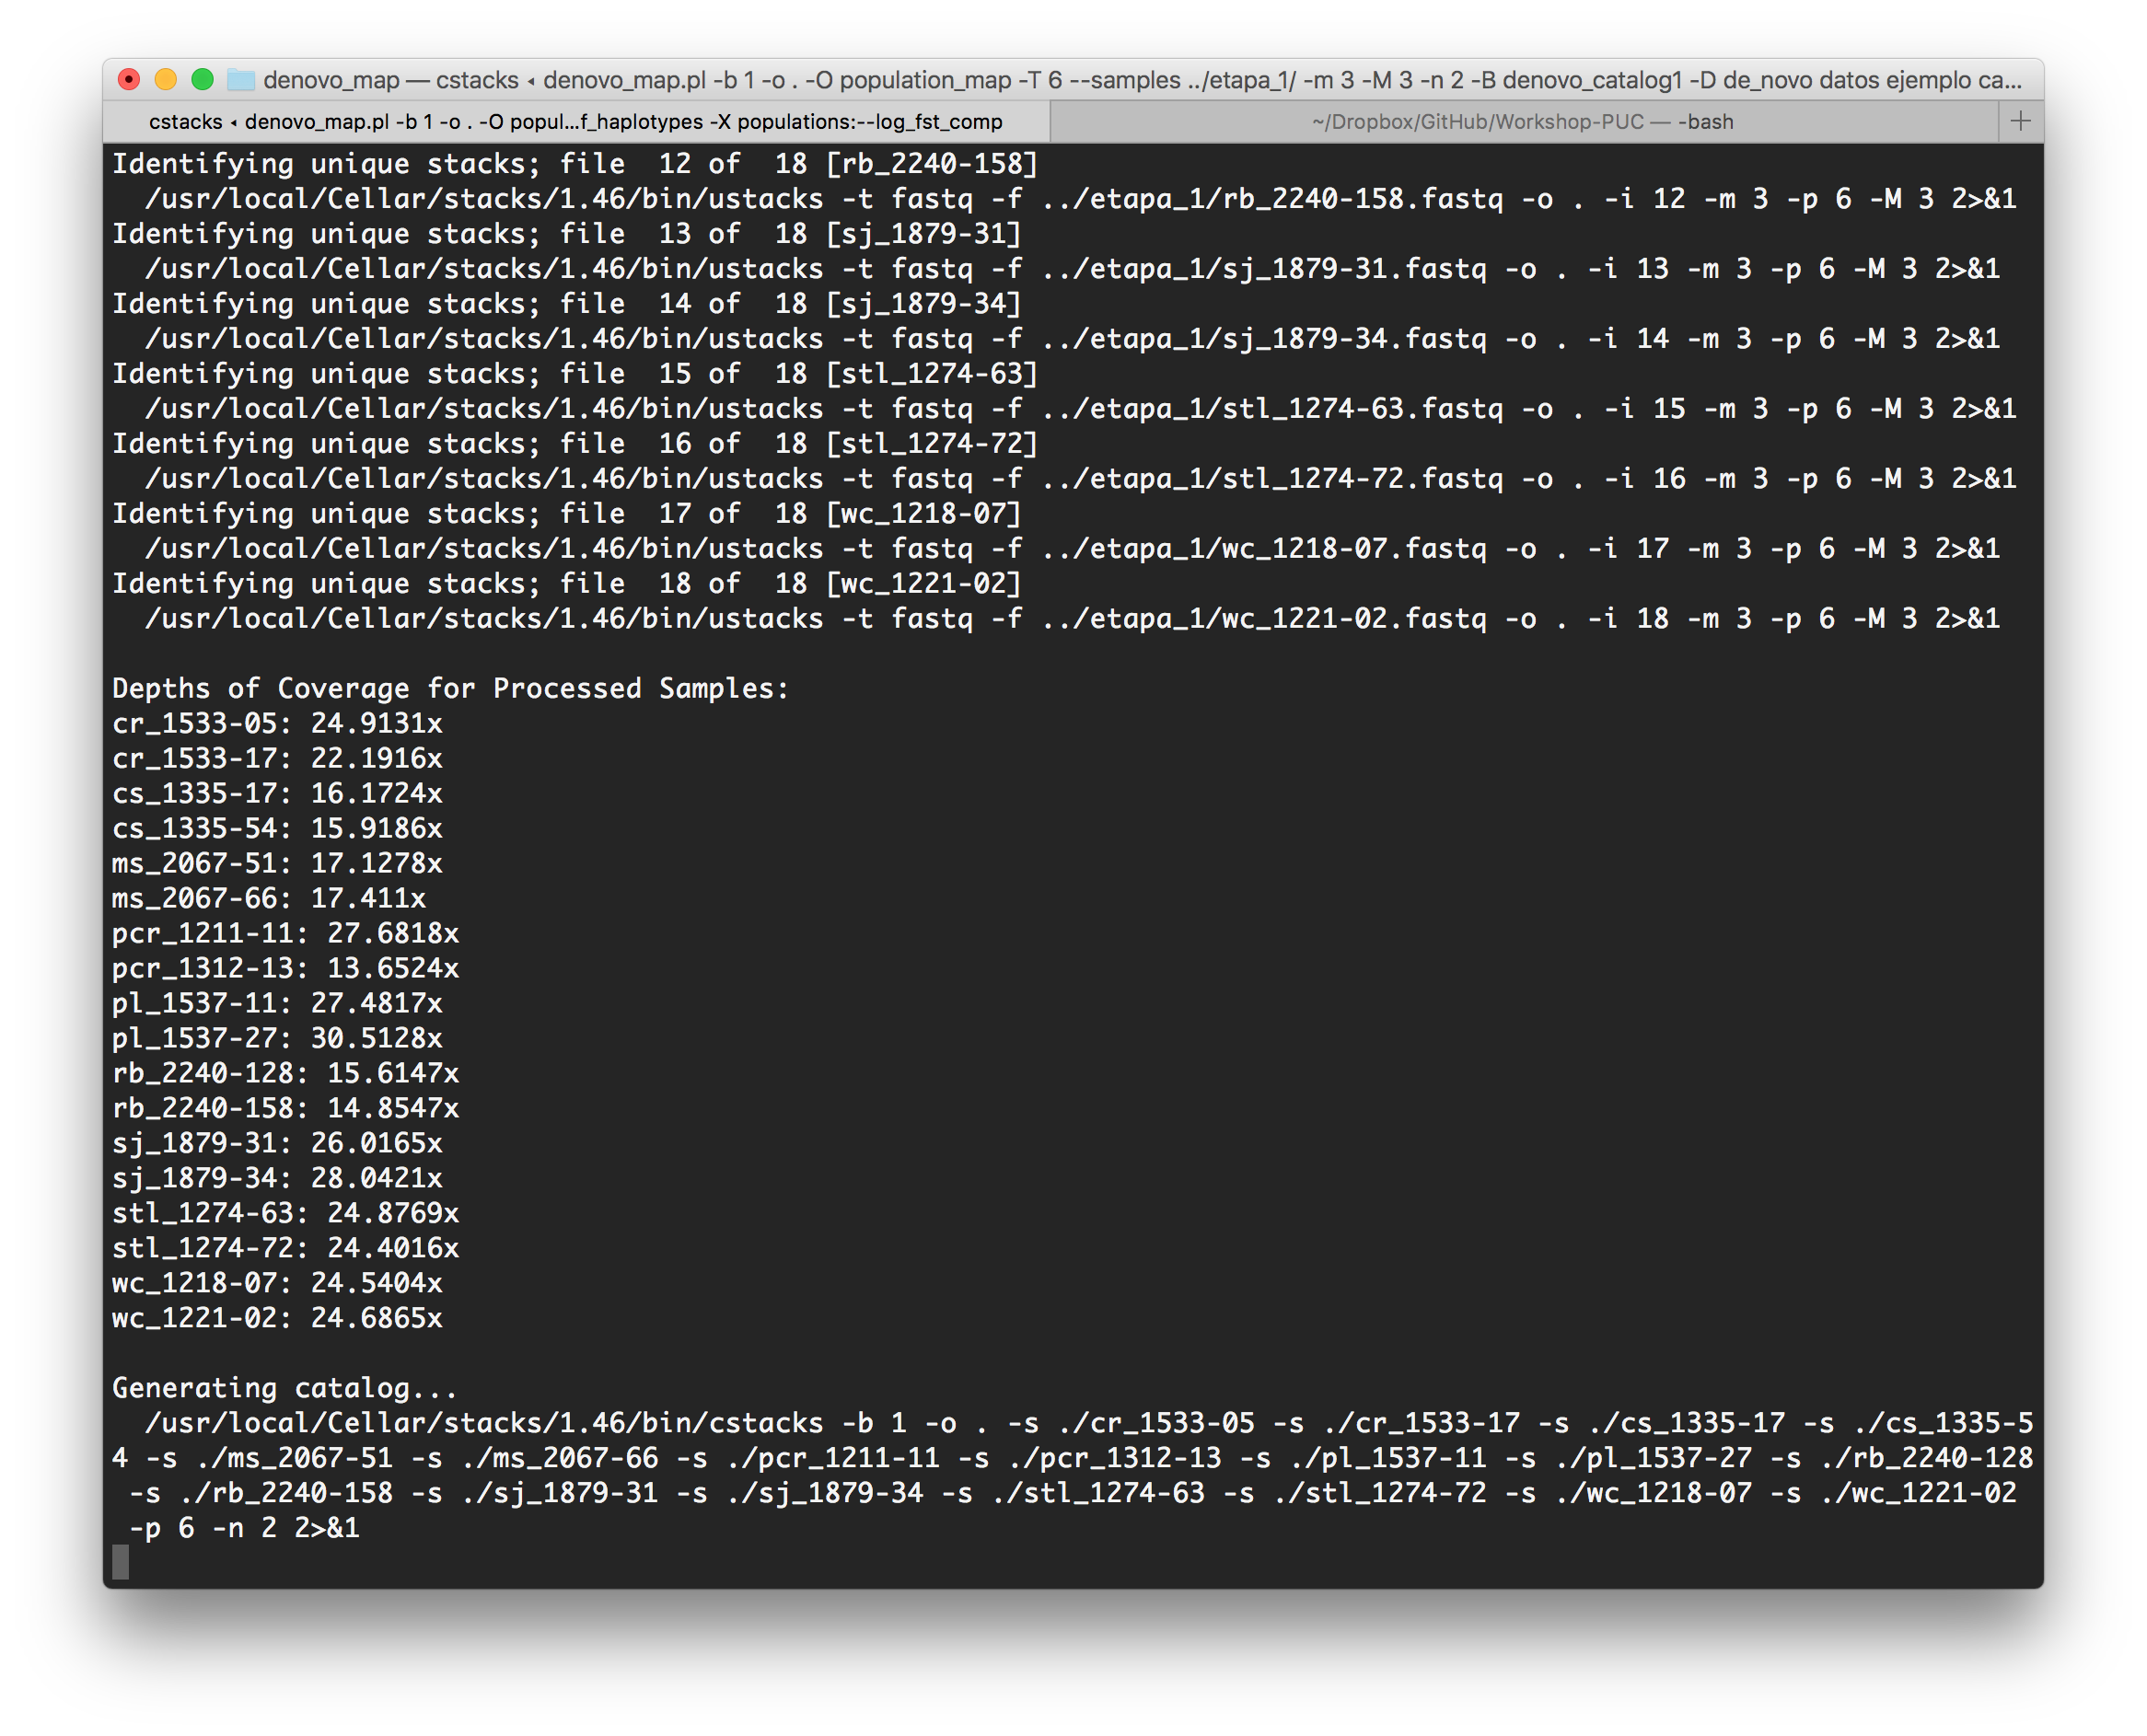 denovo_map — cstacks ◂ denovo_map.pl -b 1 -o . -O population_map -T 6 --samples ../etapa_1/ -m 3 -M 3 -n 2 -B denovo_catalog1 -D de_novo datos ejemplo ca...
cstacks ◂ denovo_map.pl -b 1 -o . -O popul...f_haplotypes -X populations:--log_fst_comp
~/Dropbox/GitHub/Workshop-PUC — -bash
+
Identifying unique stacks; file  12 of  18 [rb_2240-158]
  /usr/local/Cellar/stacks/1.46/bin/ustacks -t fastq -f ../etapa_1/rb_2240-158.fastq -o . -i 12 -m 3 -p 6 -M 3 2>&1
Identifying unique stacks; file  13 of  18 [sj_1879-31]
  /usr/local/Cellar/stacks/1.46/bin/ustacks -t fastq -f ../etapa_1/sj_1879-31.fastq -o . -i 13 -m 3 -p 6 -M 3 2>&1
Identifying unique stacks; file  14 of  18 [sj_1879-34]
  /usr/local/Cellar/stacks/1.46/bin/ustacks -t fastq -f ../etapa_1/sj_1879-34.fastq -o . -i 14 -m 3 -p 6 -M 3 2>&1
Identifying unique stacks; file  15 of  18 [stl_1274-63]
  /usr/local/Cellar/stacks/1.46/bin/ustacks -t fastq -f ../etapa_1/stl_1274-63.fastq -o . -i 15 -m 3 -p 6 -M 3 2>&1
Identifying unique stacks; file  16 of  18 [stl_1274-72]
  /usr/local/Cellar/stacks/1.46/bin/ustacks -t fastq -f ../etapa_1/stl_1274-72.fastq -o . -i 16 -m 3 -p 6 -M 3 2>&1
Identifying unique stacks; file  17 of  18 [wc_1218-07]
  /usr/local/Cellar/stacks/1.46/bin/ustacks -t fastq -f ../etapa_1/wc_1218-07.fastq -o . -i 17 -m 3 -p 6 -M 3 2>&1
Identifying unique stacks; file  18 of  18 [wc_1221-02]
  /usr/local/Cellar/stacks/1.46/bin/ustacks -t fastq -f ../etapa_1/wc_1221-02.fastq -o . -i 18 -m 3 -p 6 -M 3 2>&1
Depths of Coverage for Processed Samples:
cr_1533-05: 24.9131x
cr_1533-17: 22.1916x
cs_1335-17: 16.1724x
cs_1335-54: 15.9186x
ms_2067-51: 17.1278x
ms_2067-66: 17.411x
pcr_1211-11: 27.6818x
pcr_1312-13: 13.6524x
pl_1537-11: 27.4817x
pl_1537-27: 30.5128x
rb_2240-128: 15.6147x
rb_2240-158: 14.8547x
sj_1879-31: 26.0165x
sj_1879-34: 28.0421x
stl_1274-63: 24.8769x
stl_1274-72: 24.4016x
wc_1218-07: 24.5404x
wc_1221-02: 24.6865x
Generating catalog...
  /usr/local/Cellar/stacks/1.46/bin/cstacks -b 1 -o . -s ./cr_1533-05 -s ./cr_1533-17 -s ./cs_1335-17 -s ./cs_1335-5
4 -s ./ms_2067-51 -s ./ms_2067-66 -s ./pcr_1211-11 -s ./pcr_1312-13 -s ./pl_1537-11 -s ./pl_1537-27 -s ./rb_2240-128
 -s ./rb_2240-158 -s ./sj_1879-31 -s ./sj_1879-34 -s ./stl_1274-63 -s ./stl_1274-72 -s ./wc_1218-07 -s ./wc_1221-02
 -p 6 -n 2 2>&1